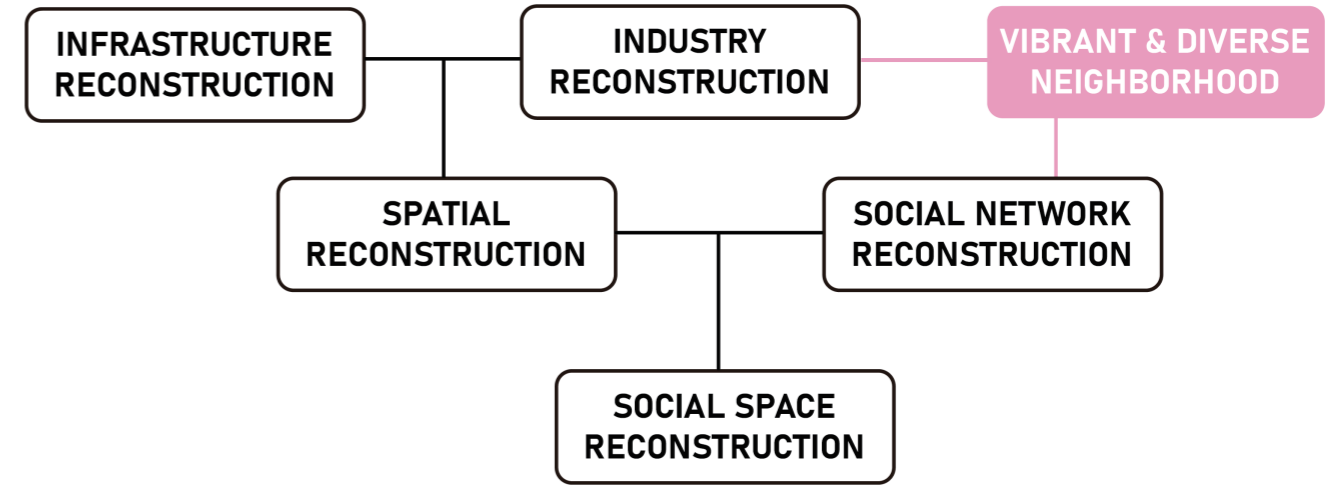 INFRASTRUCTURE
RECONSTRUCTION
INDUSTRY
RECONSTRUCTION
VIBRANT & DIVERSE
NEIGHBORHOOD
SPATIAL
RECONSTRUCTION
SOCIAL NETWORK
RECONSTRUCTION
SOCIAL SPACE
RECONSTRUCTION